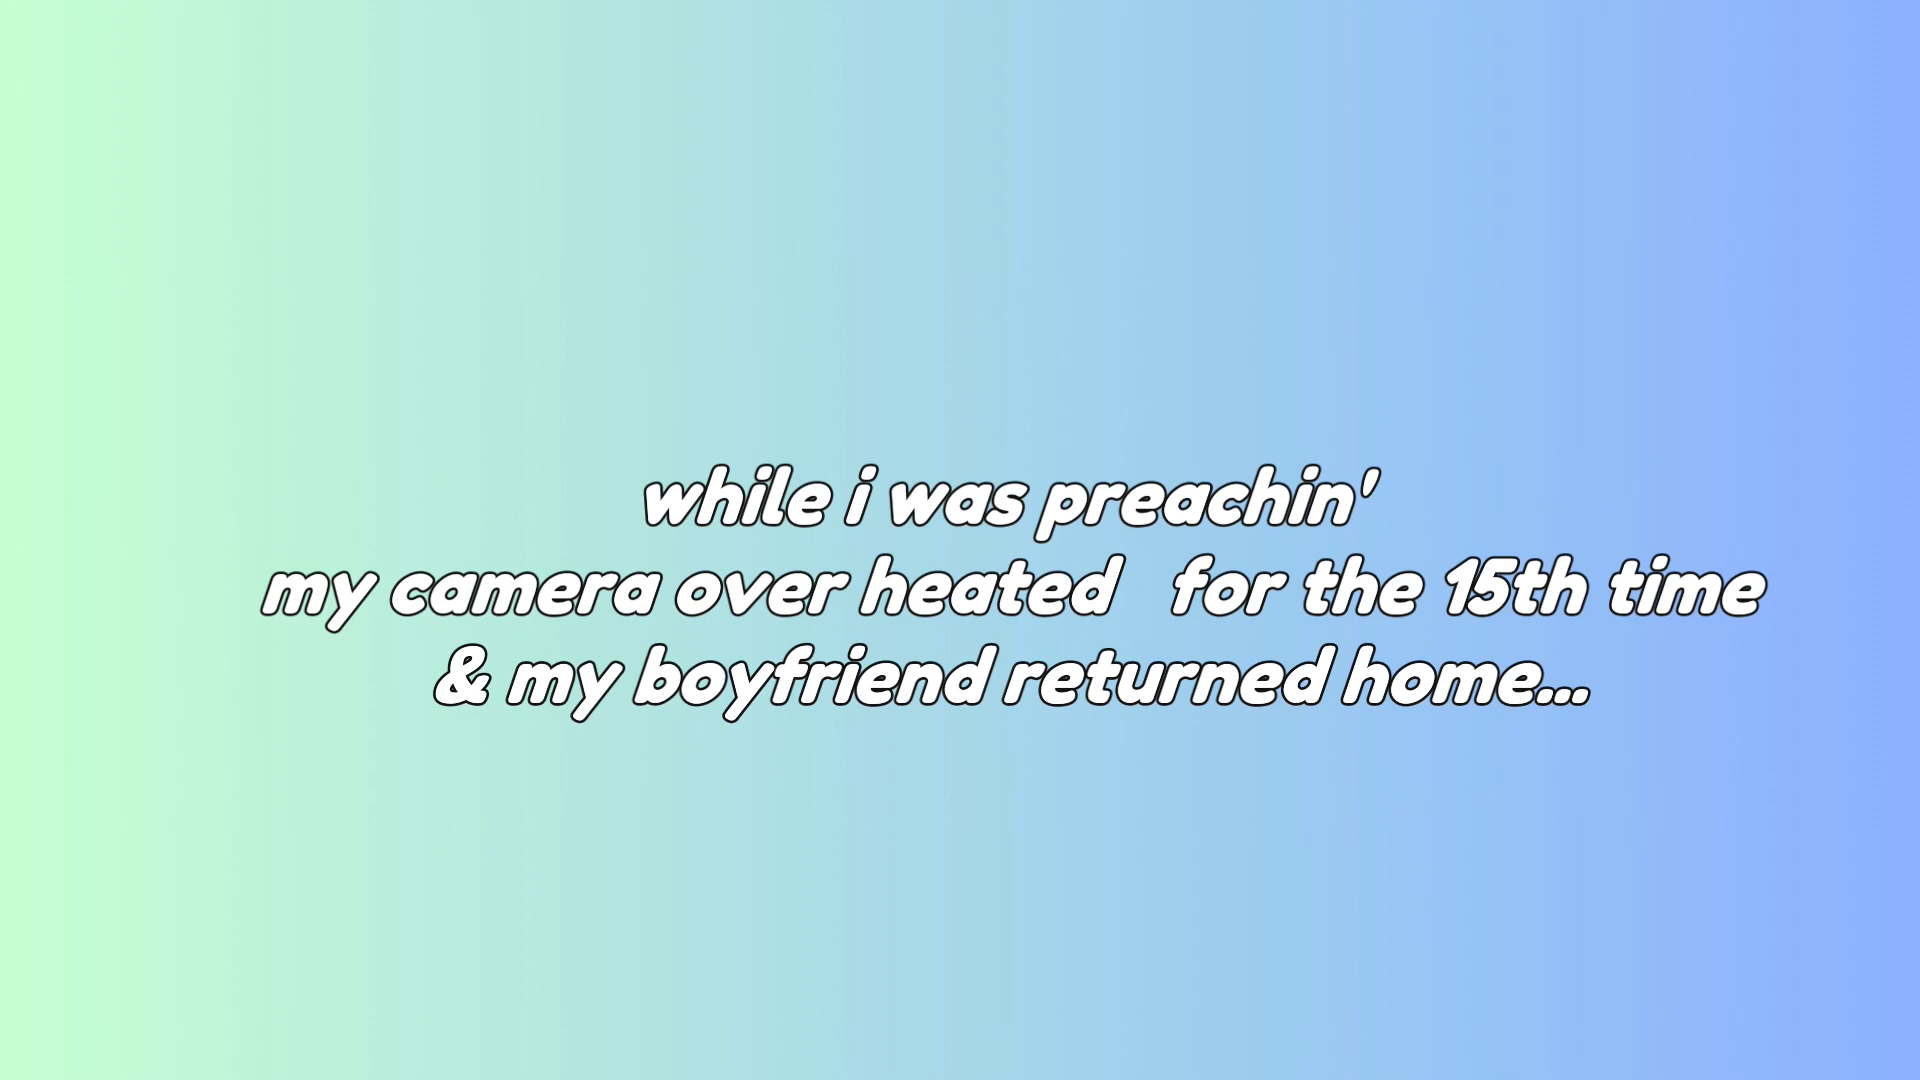 while i was preachin'
my camera over heated for the 15th time
& my boyfriend returned home...